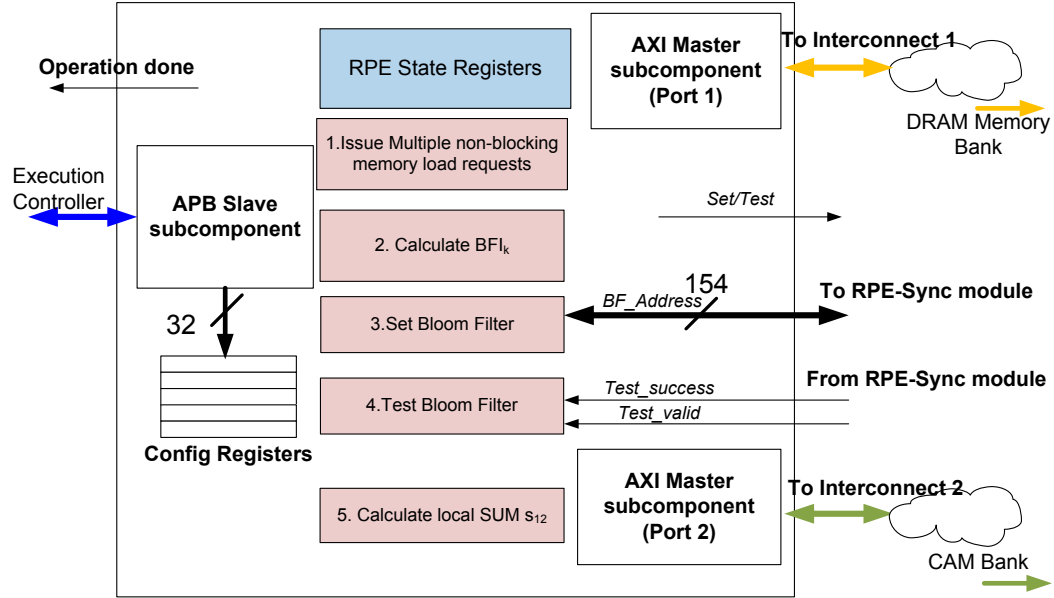 Operation done
RPE State Registers
AXI Master
subcomponent
(Port 1)
To Interconnect 1
DRAM Memory
Bank
1.Issue Multiple non-blocking
memory load requests
Execution
Controller
APB Slave
subcomponent
Set/Test
2. Calculate BFIk
154
BF_Address
To RPE-Sync module
32
3.Set Bloom Filter
From RPE-Sync module
Test_success
4.Test Bloom Filter
Test_valid
Config Registers
AXI Master
subcomponent
(Port 2)
To Interconnect 2
5. Calculate local SUM s12
CAM Bank